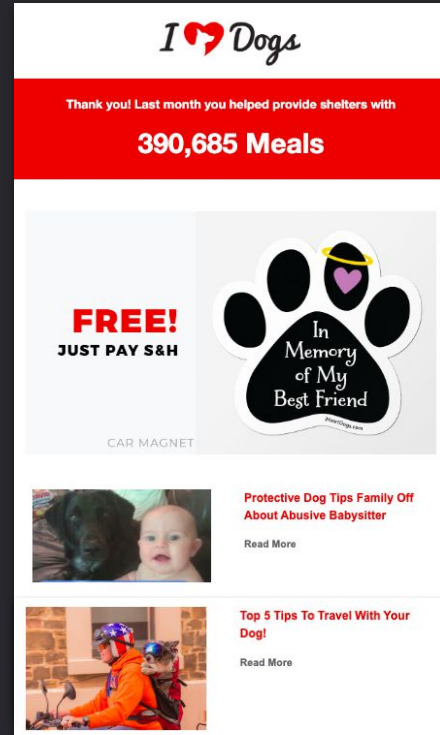 I Dogs
Thank you! Last month you helped provide shelters with
390,685 Meals
FREE!
JUST PAY S&H
CAR MAGNET
In
Memory
of My
Best Friend
iHeartDogs.com
Protective Dog Tips Family Off
About Abusive Babysitter
Read More
Top 5 Tips To Travel With Your
Dog!
Read More